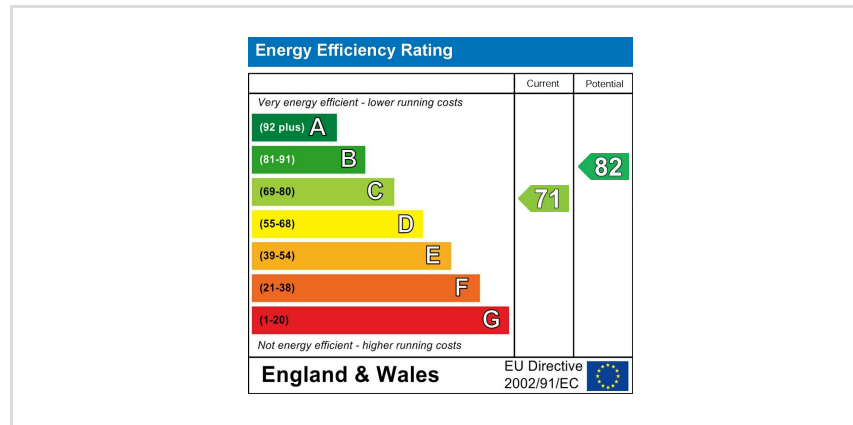 Energy Efficiency Rating
Current Potential
Very energy efficient - lower running costs
(92 plus) A
(81-91) B
82
(69-80) C
71
(55-68) D
(39-54) E
(21-38) F
(1-20) G
Not energy efficient - higher running costs
England & Wales
EU Directive
2002/91/EC